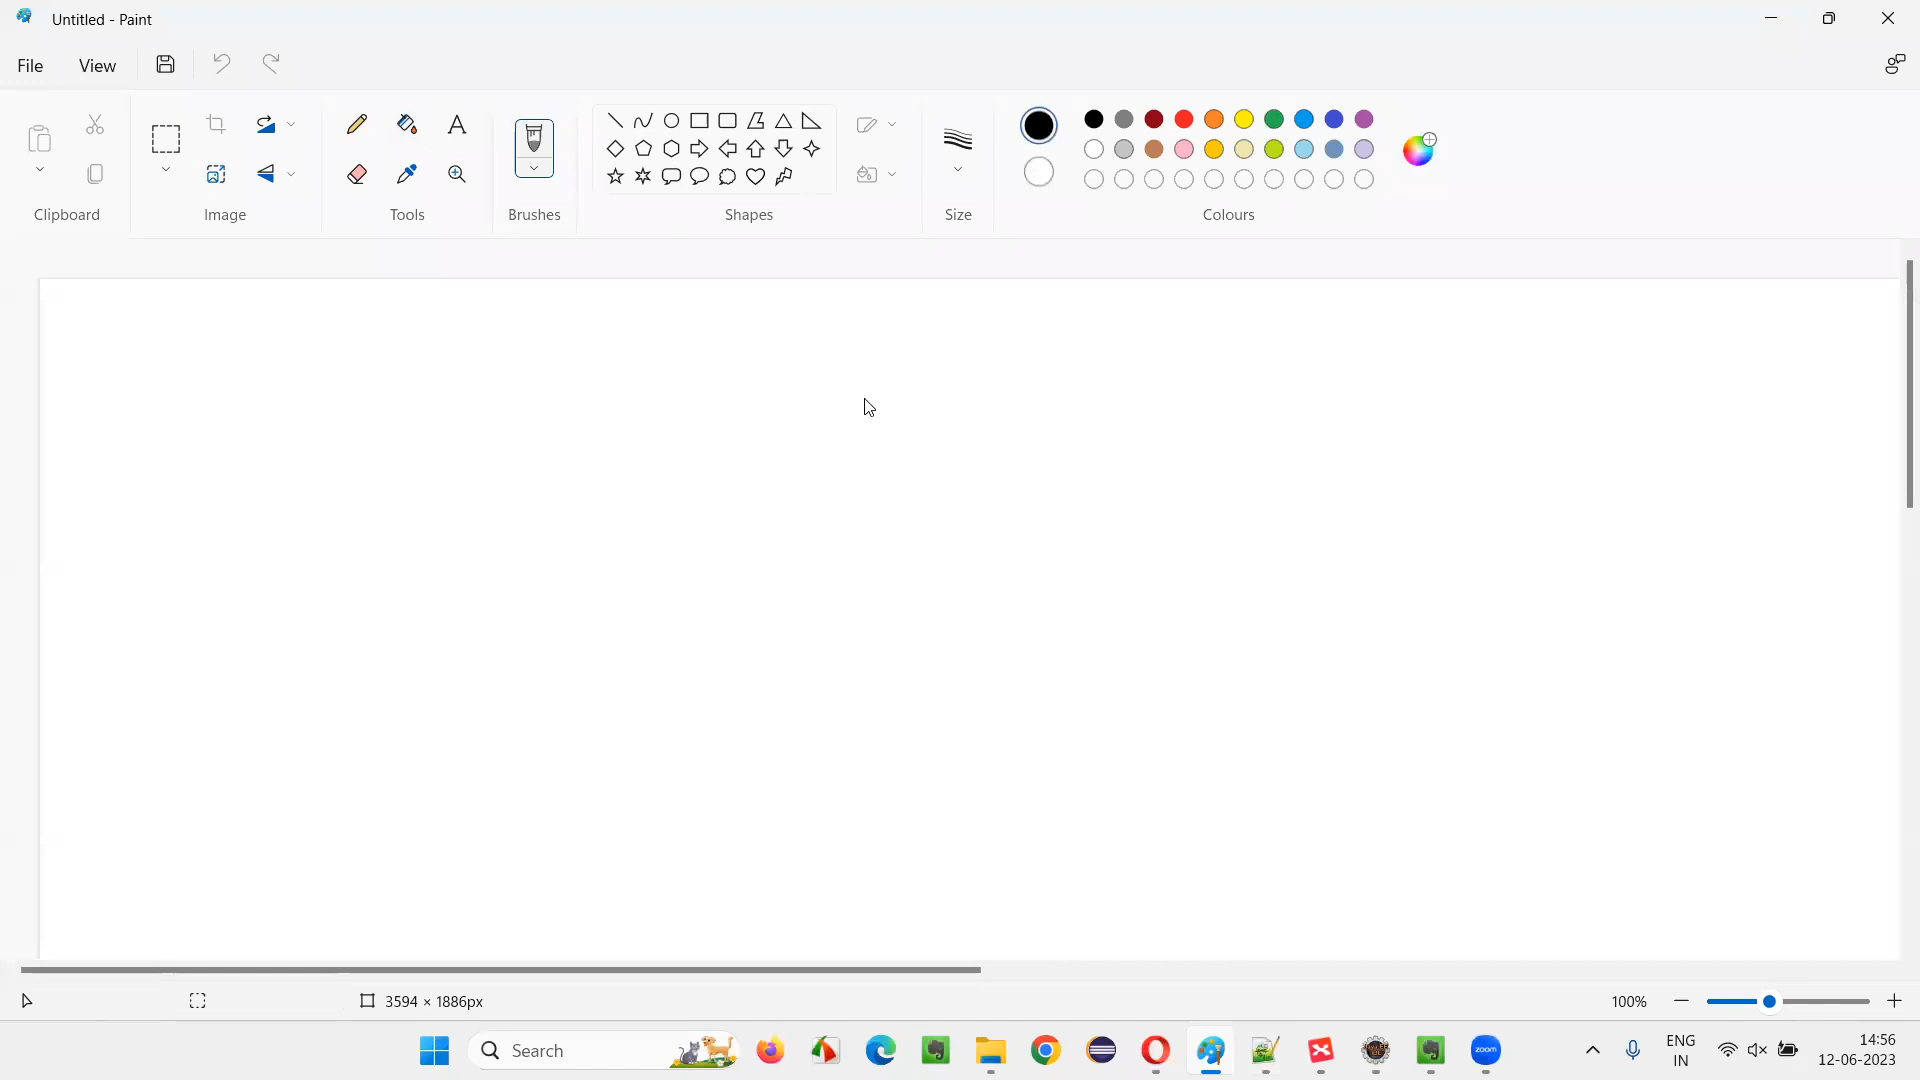 Untitled - Paint
File View
Clipboard Image Tools Brushes Shapes Size Colours
3594 × 1886px
100%
Search
zoom
ENG
IN
14:56
12-06-2023